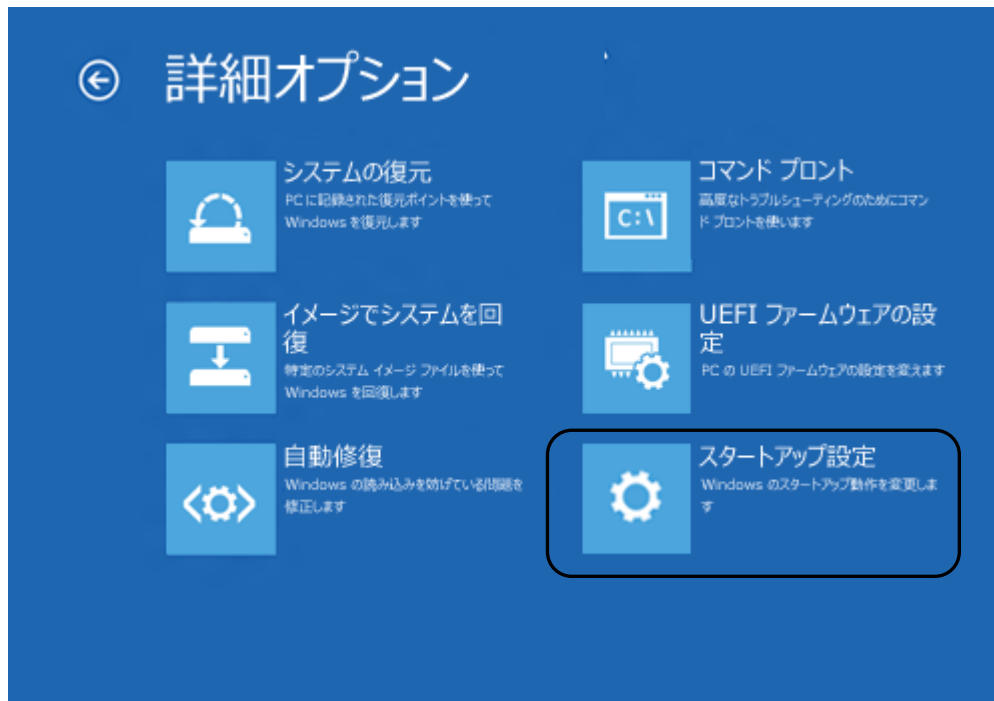 詳細オプション
システムの復元
PCに記録された復元ポイントを使って
Windows を復元します
イメージでシステムを回
復
特定のシステム イメージ ファイルを使って
Windows を回復します
自動修復
Windows の読み込みを妨げている問題を
修正します
コマンド プロント
高度なトラブルシューティングのためにコマン
ド プロントを使います
C:\
UEFI ファームウェアの設
定
PC の UEFI ファームウェアの設定を変えます
スタートアップ設定
Windows のスタートアップ動作を変更しま
す